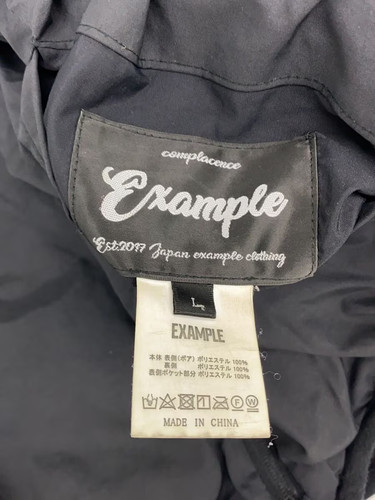 complacence
Example
Est.2017 Japan example clothing
L
EXAMPLE
本体 表側(ボア) ポリエステル 100%
裏側 ポリエステル 100%
表側ポケット部分 ポリエステル 100%
MADE IN CHINA